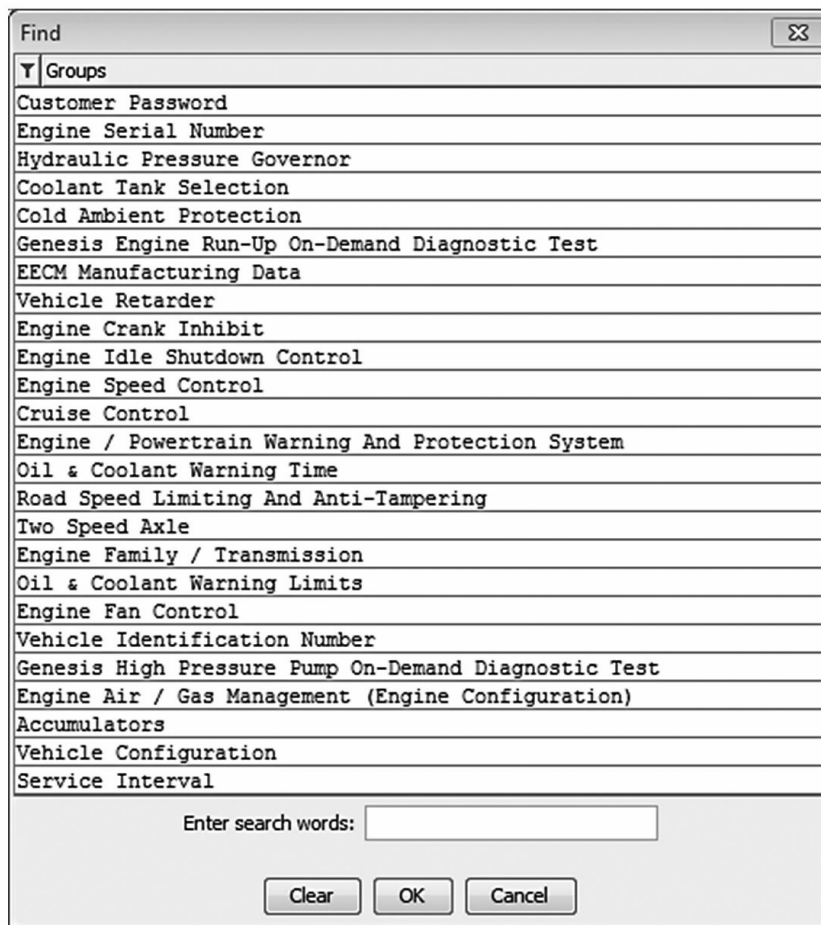 Find
Groups
Customer Password
Engine Serial Number
Hydraulic Pressure Governor
Coolant Tank Selection
Cold Ambient Protection
Genesis Engine Run-Up On-Demand Diagnostic Test
EECM Manufacturing Data
Vehicle Retarder
Engine Crank Inhibit
Engine Idle Shutdown Control
Engine Speed Control
Cruise Control
Engine / Powertrain Warning And Protection System
Oil & Coolant Warning Time
Road Speed Limiting And Anti-Tampering
Two Speed Axle
Engine Family / Transmission
Oil & Coolant Warning Limits
Engine Fan Control
Vehicle Identification Number
Genesis High Pressure Pump On-Demand Diagnostic Test
Engine Air / Gas Management (Engine Configuration)
Accumulators
Vehicle Configuration
Service Interval
Enter search words:
Clear OK Cancel